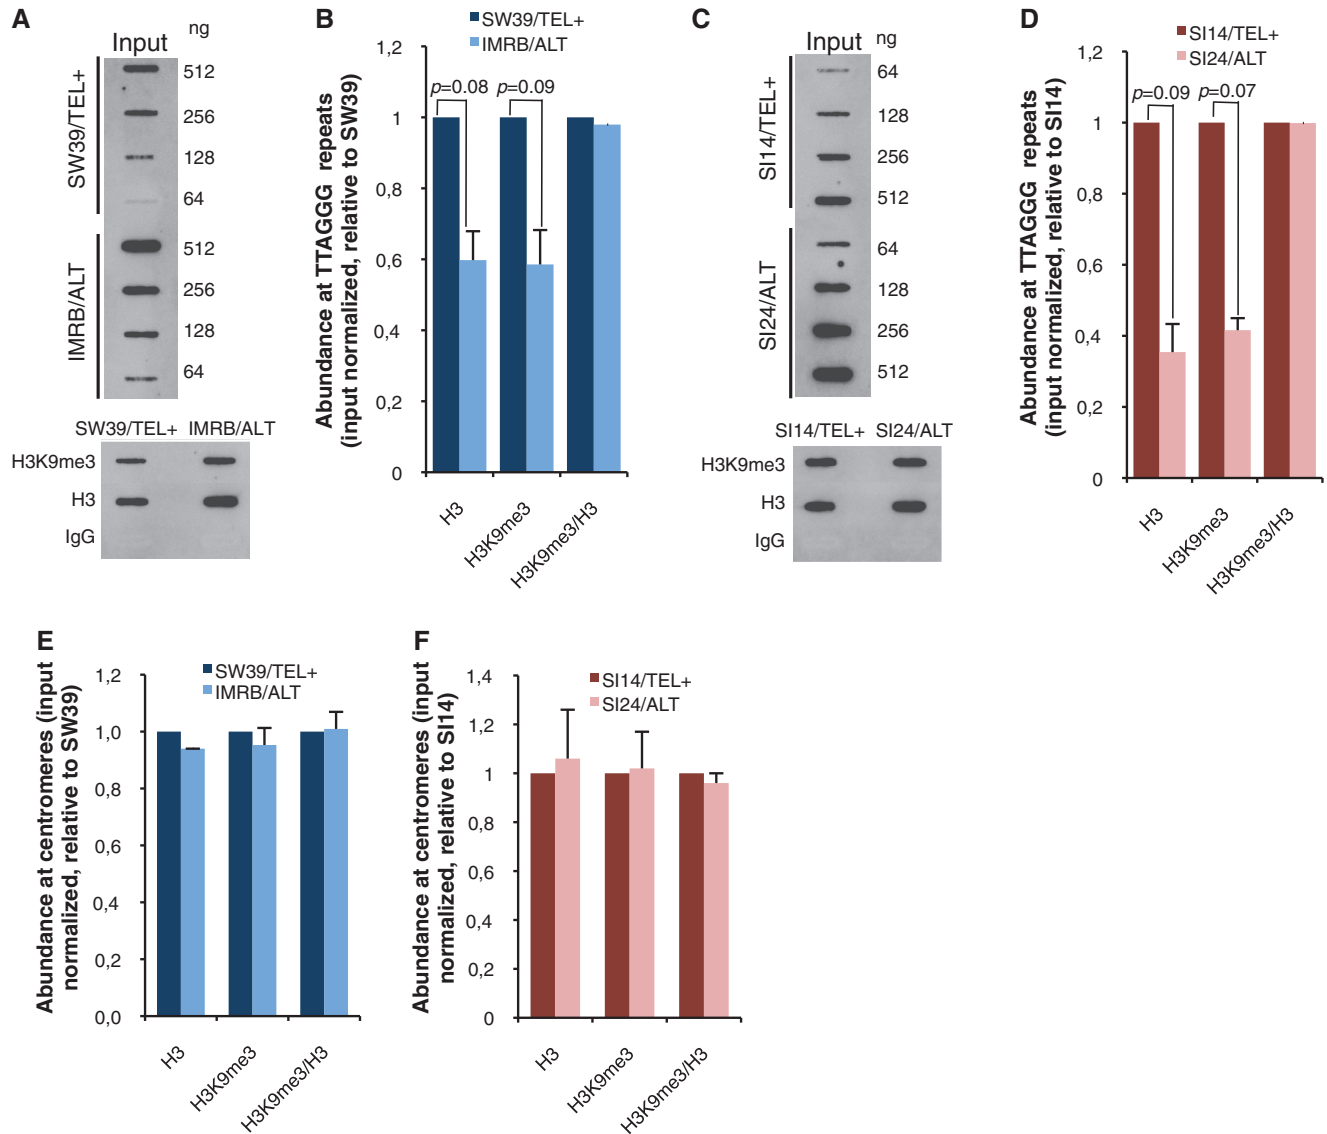 A
Input
ng
SW39/TEL+
512
256
128
64
IMRB/ALT
512
256
128
64
SW39/TEL+ IMRB/ALT
H3K9me3
H3
IgG
B
SW39/TEL+
IMRB/ALT
Abundance at TTAGGG repeats
(input normalized, relative to SW39)
1,2
1
0,8
0,6
0,4
0,2
0
p=0.08
p=0.09
H3
H3K9me3
H3K9me3/H3
C
Input
ng
SI14/TEL+
64
128
256
512
SI24/ALT
64
128
256
512
SI14/TEL+ SI24/ALT
H3K9me3
H3
IgG
D
SI14/TEL+
SI24/ALT
Abundance at TTAGGG repeats
(input normalized, relative to SI14)
1,2
1
0,8
0,6
0,4
0,2
0
p=0.09
p=0.07
H3
H3K9me3
H3K9me3/H3
E
SW39/TEL+
IMRB/ALT
Abundance at centromeres (input
normalized, relative to SW39)
1,2
1,0
0,8
0,6
0,4
0,2
0,0
H3
H3K9me3
H3K9me3/H3
F
SI14/TEL+
SI24/ALT
Abundance at centromeres (input
normalized, relative to SI14)
1,4
1,2
1
0,8
0,6
0,4
0,2
0
H3
H3K9me3
H3K9me3/H3